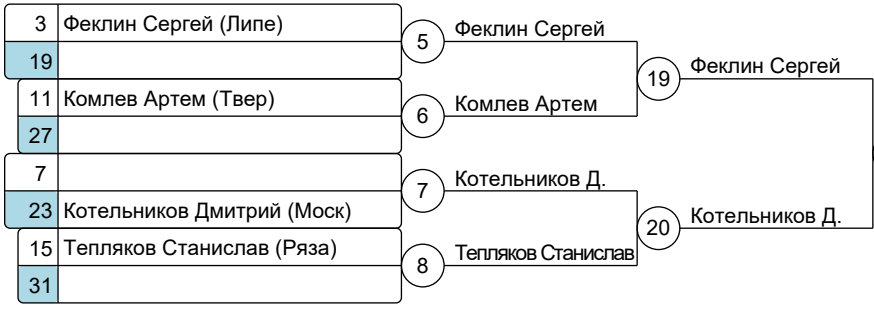 3 Феклин Сергей (Липе)
19
5 Феклин Сергей
11 Комлев Артем (Твер)
27
6 Комлев Артем
19 Феклин Сергей
7
23 Котельников Дмитрий (Моск)
7 Котельников Д.
15 Тепляков Станислав (Ряза)
31
8 Тепляков Станислав
20 Котельников Д.